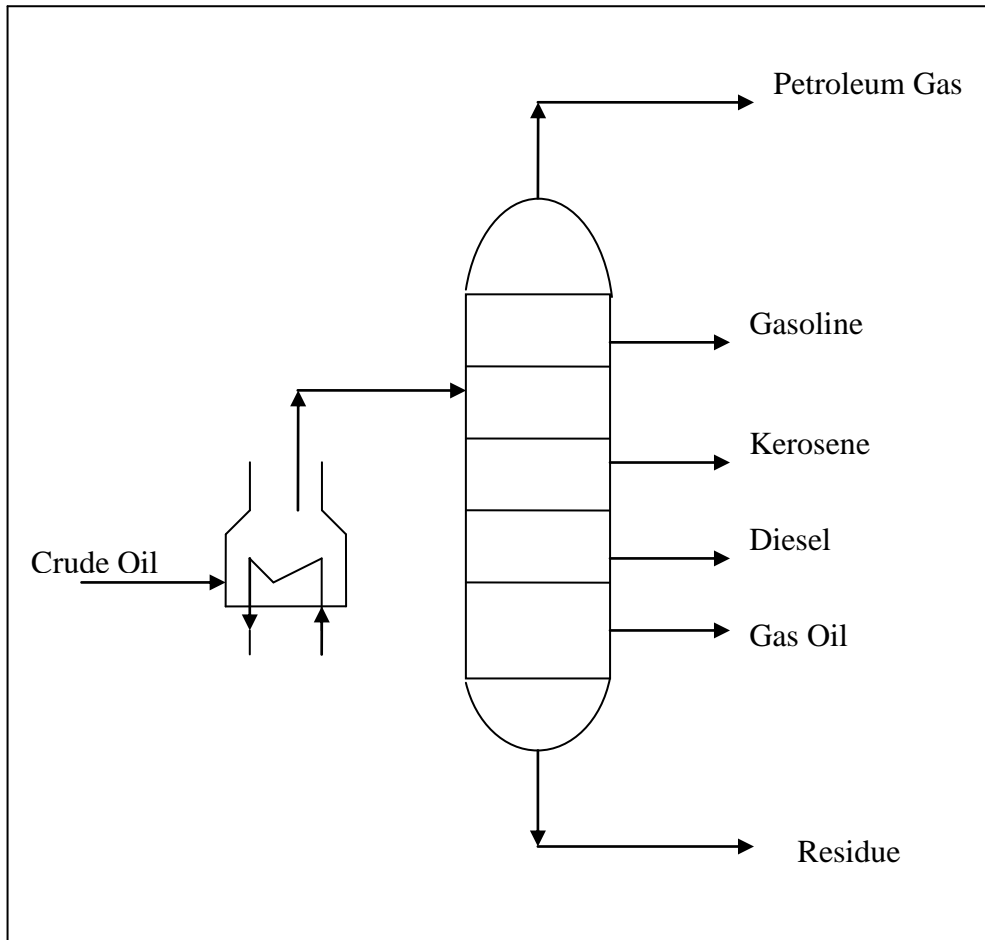 Petroleum Gas
Gasoline
Kerosene
Diesel
Crude Oil
Gas Oil
Residue